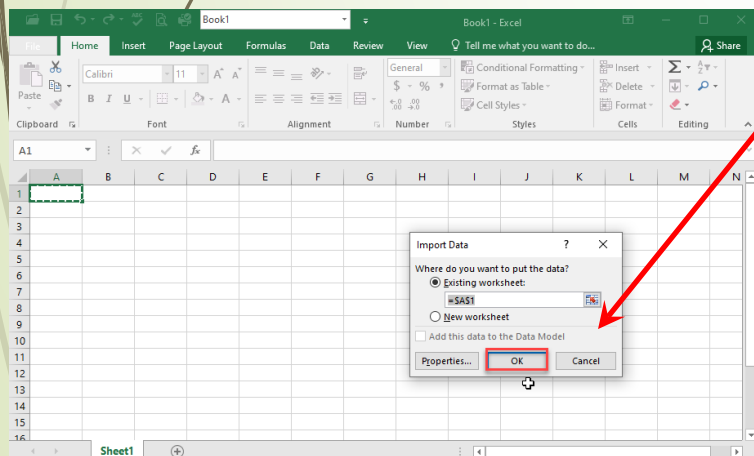 Book1
Book1 - Excel
File Home Insert Page Layout Formulas Data Review View Tell me what you want to do... Share
Calibri 11 A A General Conditional Formatting Insert
Paste B I U A $ % , Format as Table Delete
Cell Styles Format
Clipboard Font Alignment Number Styles Cells Editing
A1 fx
A B C D E F G H I J K L M N
1
2
3
4
5
6
7
8
9
10
11
12
13
14
15
16
Import Data ? X
Where do you want to put the data?
Existing worksheet:
=$A$1
New worksheet
Add this data to the Data Model
Properties... OK Cancel
Sheet1